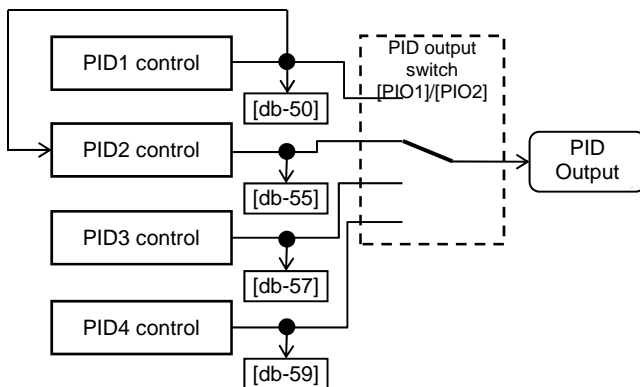 PID1 control
PID output
switch
[PIO1]/[PIO2]
[db-50]
PID2 control
PID
Output
[db-55]
PID3 control
[db-57]
PID4 control
[db-59]